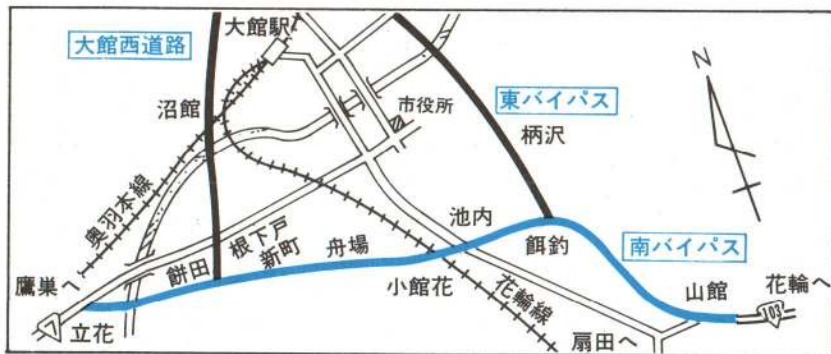 大館駅
大館西道路
沼館
市役所
東バイパス
柄沢
N
奥羽本線
根下戸
新町
舟場
池内
餌釣
南バイパス
餅田
鷹巣へ
立花
小館花
花輪線
扇田へ
山館
花輪へ
103
7